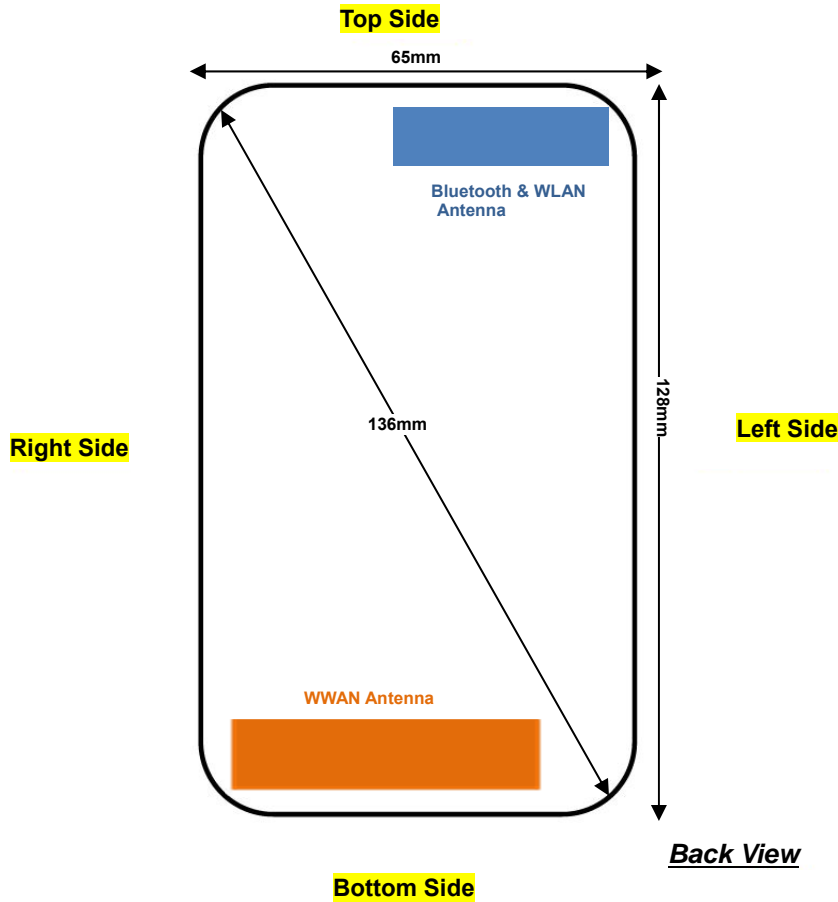 Top Side
65mm
Bluetooth & WLAN
Antenna
128mm
136mm
Left Side
Right Side
WWAN Antenna
Back View
Bottom Side